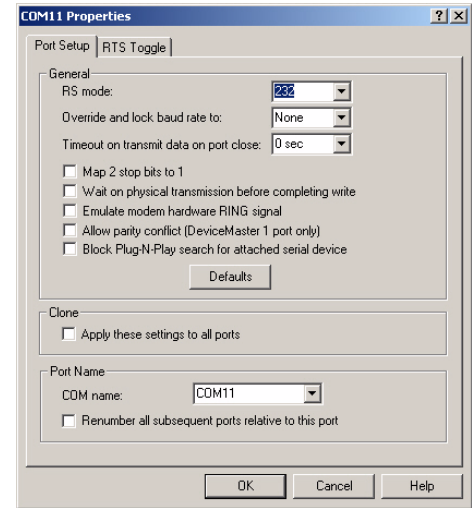 COM11 Properties
Port Setup RTS Toggle
General
RS mode: 232
Override and lock baud rate to: None
Timeout on transmit data on port close: 0 sec
Map 2 stop bits to 1
Wait on physical transmission before completing write
Emulate modem hardware RING signal
Allow parity conflict (DeviceMaster 1 port only)
Block Plug-N-Play search for attached serial device
Defaults
Clone
Apply these settings to all ports
Port Name
COM name: COM11
Renumber all subsequent ports relative to this port
OK Cancel Help